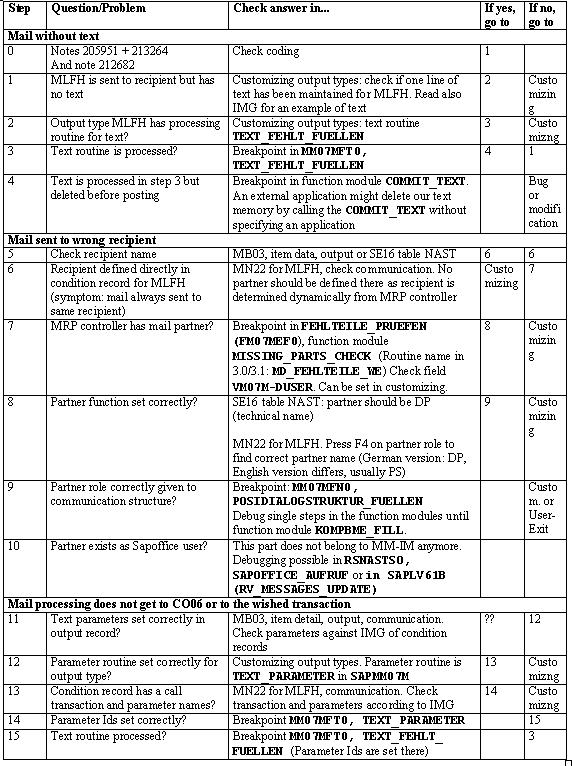 Step Question/Problem Check answer in... If yes, go to If no, go to
Mail without text
0 Notes 205951 + 213264 Check coding 1
And note 212682
1 MLFH is sent to recipient but has Customizing output types: check if one line of 2 Custo
no text text has been maintained for MLFH. Read also mizin
IMG for an example of text g
2 Output type MLFH has processing Customizing output types: text routine 3 Custo
routine for text? TEXT_FEHLT_FUELLEN mizng
3 Text routine is processed? Breakpoint in MM07MFT0, 4 1
TEXT_FEHLT_FUELLEN
4 Text is processed in step 3 but Breakpoint in function module COMMIT_TEXT. Bug
deleted before posting An external application might delete our text or
memory by calling the COMMIT_TEXT without modifi
specifying an application cation
Mail sent to wrong recipient
5 Check recipient name MB03, item data, output or SE16 table NAST 6 6
6 Recipient defined directly in MN22 for MLFH, check communication. No Custo 7
condition record for MLFH partner should be defined there as recipient is mizing
(symptom: mail always sent to determined dynamically from MRP controller
same recipient)
7 MRP controller has mail partner? Breakpoint in FEHLTEILE_PRUEFEN 8 Custo
(FM07MEF0), function module mizin
MISSING_PARTS_CHECK (Routine name in g
3.0/3.1: MD_FEHLTEILE_WE) Check field
VM07M-DUSER. Can be set in customizing.
8 Partner function set correctly? SE16 table NAST: partner should be DP 9 Custo
(technical name) mizin
g
MN22 for MLFH. Press F4 on partner role to
find correct partner name (German version: DP,
English version differs, usually PS)
9 Partner role correctly given to Breakpoint: MM07MFN0, Custo
communication structure? POSIDIALOGSTRUKTUR_FUELLEN m. or
Debug single steps in the function modules until User-
function module KOMPBME_FILL. Exit
10 Partner exists as Sapoffice user? This part does not belong to MM-IM anymore.
Debugging possible in RSNASTSO,
SAPOFFICE_AUFRUF or in SAPLV61B
(RV_MESSAGES_UPDATE)
Mail processing does not get to CO06 or to the wished transaction
11 Text parameters set correctly in MB03, item detail, output, communication. ?? 12
output record? Check parameters against IMG of condition
records
12 Parameter routine set correctly for Customizing output types. Parameter routine is 13 Custo
output type? TEXT_PARAMETER in SAPMM07M mizng
13 Condition record has a call MN22 for MLFH, communication. Check 14 Custo
transaction and parameter names? transaction and parameters according to IMG mizng
14 Parameter Ids set correctly? Breakpoint MM07MFT0, TEXT_PARAMETER 15
15 Text routine processed? Breakpoint MM07MFT0, TEXT_FEHLT_ 3
FUELLEN (Parameter Ids are set there)